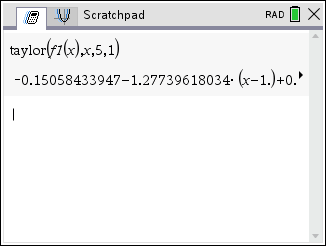 Scratchpad RAD
taylor(f1(x),x,5,1)
-0.15058433947-1.27739618034·(x-1.)+0.